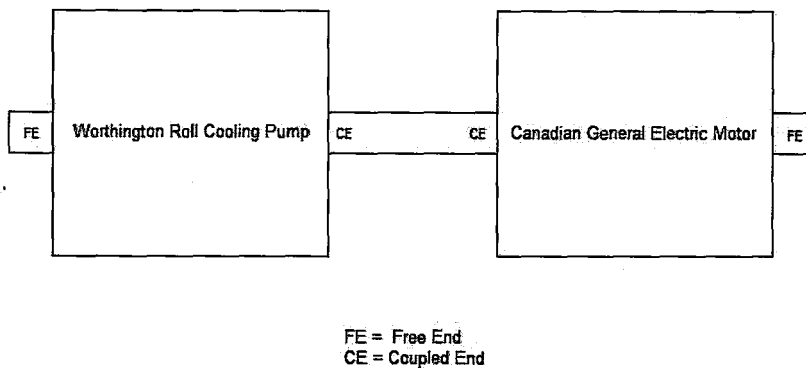 FE
Worthington Roll Cooling Pump
CE
CE
Canadian General Electric Motor
FE
FE = Free End
CE = Coupled End